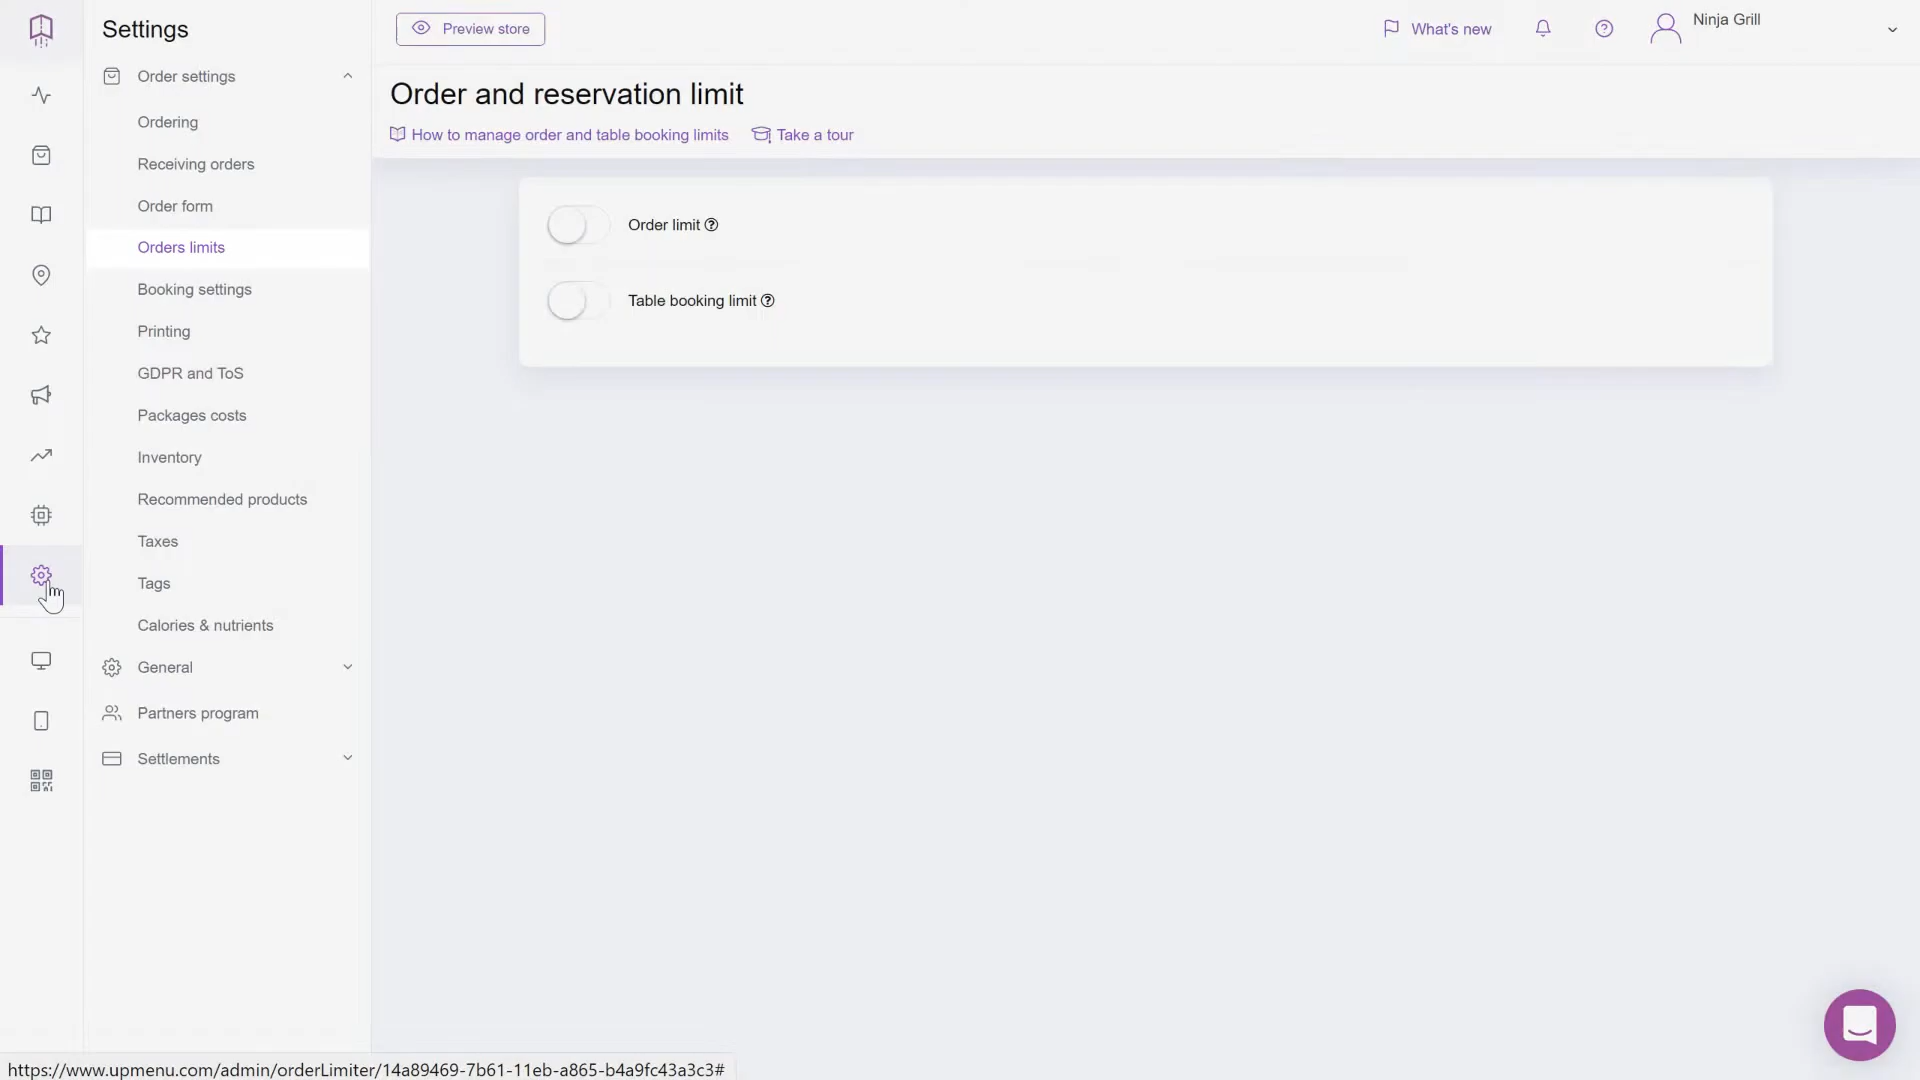 Settings
Order settings
Ordering
Receiving orders
Order form
Orders limits
Booking settings
Printing
GDPR and ToS
Packages costs
Inventory
Recommended products
Taxes
Tags
Calories & nutrients
General
Partners program
Settlements
Preview store
What's new
Ninja Grill
Order and reservation limit
How to manage order and table booking limits Take a tour
Order limit
Table booking limit
https://www.upmenu.com/admin/orderLimiter/14a89469-7b61-11eb-a865-b4a9fc43a3c3#